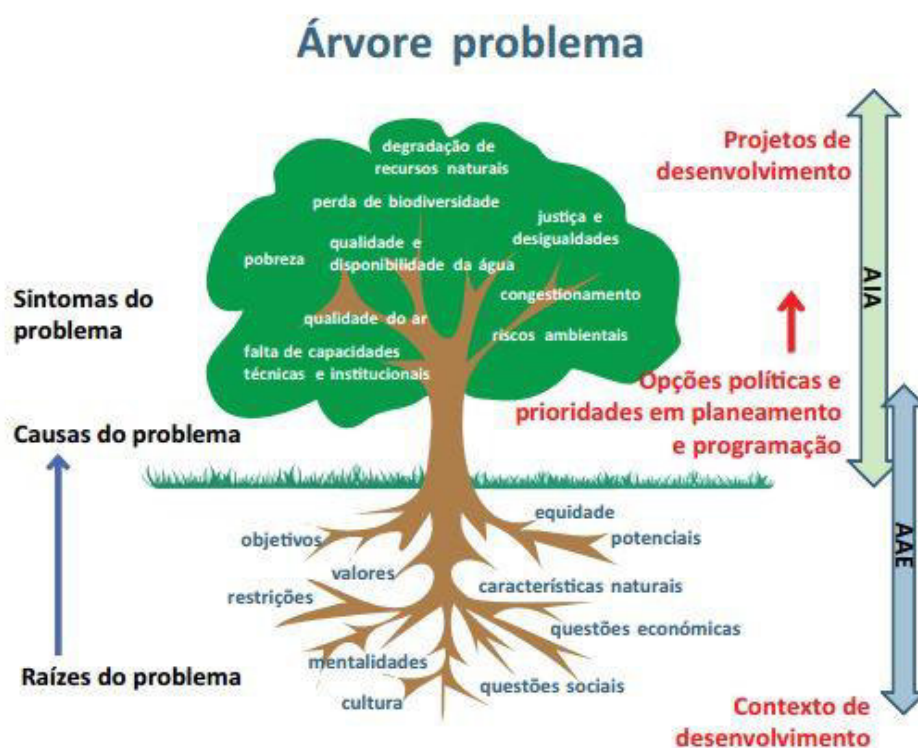 Árvore problema
degradação de
recursos naturais
perda de biodiversidade
justiça e
desigualdades
qualidade e
disponibilidade da água
pobreza
congestionamento
qualidade do ar
riscos ambientais
falta de capacidades
técnicas e institucionais
Sintomas do
problema
Causas do problema
Raízes do problema
objetivos
valores
restrições
mentalidades
cultura
equidade
potenciais
características naturais
questões económicas
questões sociais
Projetos de
desenvolvimento
Opções políticas e
prioridades em planeamento
e programação
Contexto de
desenvolvimento
AIA
AAE